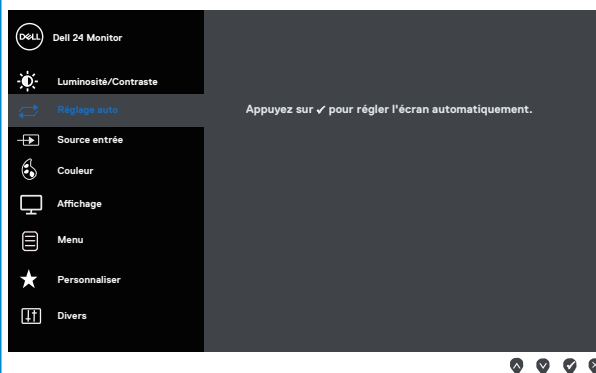 DELL Dell 24 Monitor
Luminosité/Contraste
Réglage auto
Appuyez sur ✓ pour régler l'écran automatiquement.
Source entrée
Couleur
Affichage
Menu
Personnaliser
Divers